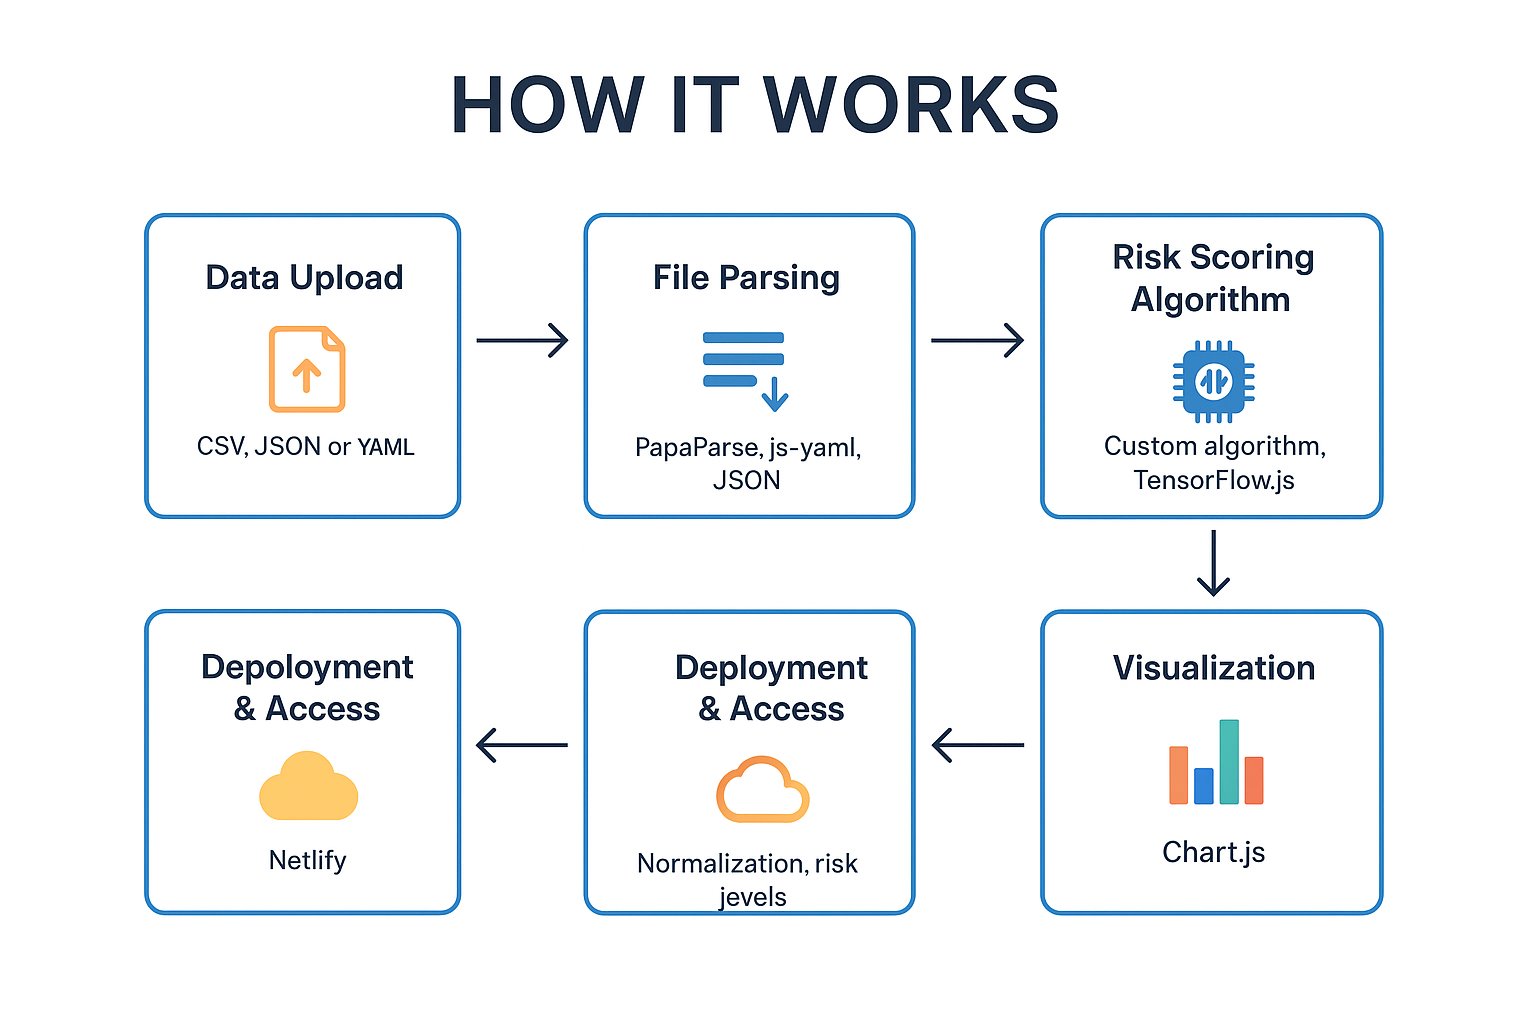 HOW IT WORKS
Data Upload
CSV, JSON or YAML
File Parsing
PapaParse, js-yaml,
JSON
Risk Scoring
Algorithm
Custom algorithm,
TensorFlow.js
Visualization
Chart.js
Deployment
& Access
Normalization, risk
jevels
Depoloyment
& Access
Netlify